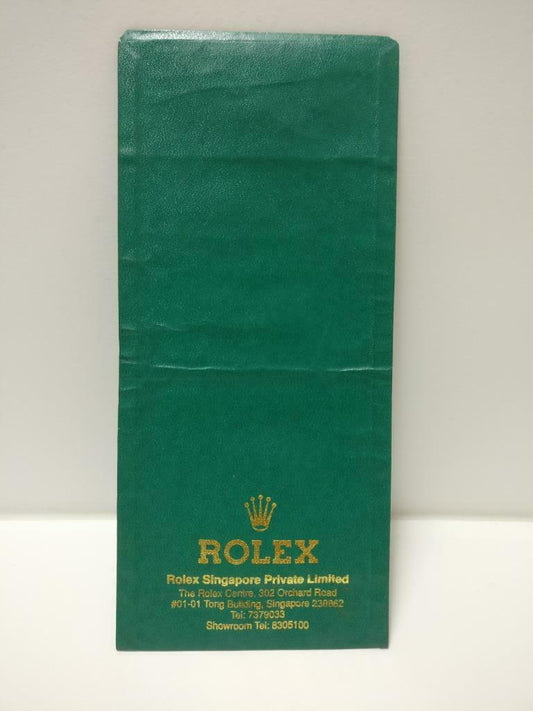 ROLEX
Rolex Singapore Private Limited
The Rolex Centre, 302 Orchard Road
#01-01 Tong Building, Singapore 238862
Tel: 7379033
Showroom Tel: 8305100